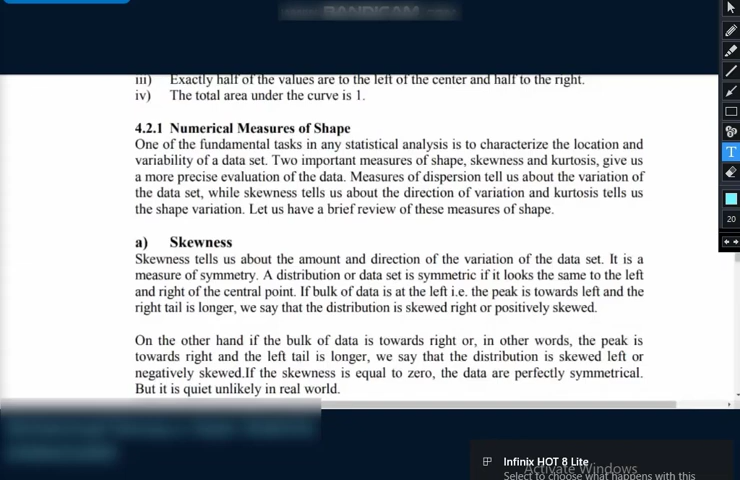 BANDICAM
iii) Exactly half of the values are to the left of the center and half to the right.
iv) The total area under the curve is 1.
4.2.1 Numerical Measures of Shape
One of the fundamental tasks in any statistical analysis is to characterize the location and
variability of a data set. Two important measures of shape, skewness and kurtosis, give us
a more precise evaluation of the data. Measures of dispersion tell us about the variation of
the data set, while skewness tells us about the direction of variation and kurtosis tells us
the shape variation. Let us have a brief review of these measures of shape.
a) Skewness
Skewness tells us about the amount and direction of the variation of the data set. It is a
measure of symmetry. A distribution or data set is symmetric if it looks the same to the left
and right of the central point. If bulk of data is at the left i.e. the peak is towards left and the
right tail is longer, we say that the distribution is skewed right or positively skewed.
On the other hand if the bulk of data is towards right or, in other words, the peak is
towards right and the left tail is longer, we say that the distribution is skewed left or
negatively skewed.If the skewness is equal to zero, the data are perfectly symmetrical.
But it is quiet unlikely in real world.
T
20
Infinix HOT 8 Lite
Activate Windows
Select to choose what happens with this